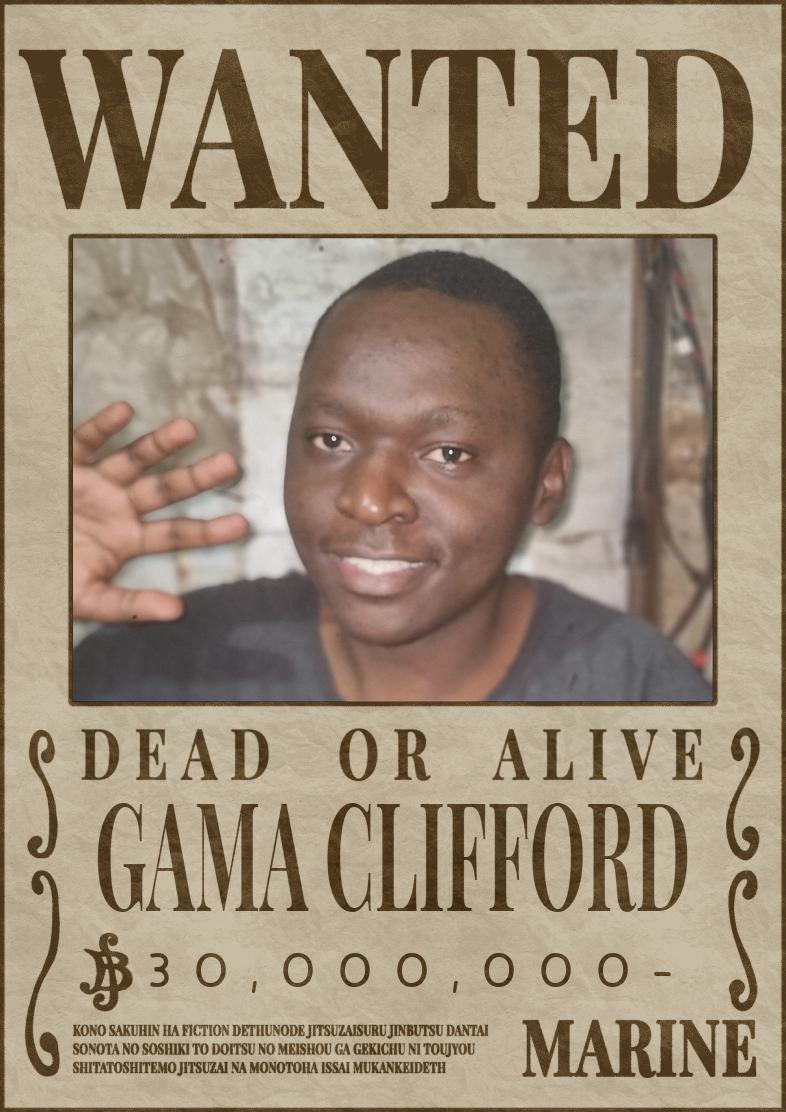 WANTED
DEAD OR ALIVE
GAMA CLIFFORD
฿30,000,000-
KONO SAKUHIN HA FICTION DETHUNODE JITSUZAISURU JINBUTSU DANTAI
SONOTA NO SOSHIKI TO DOITSU NO MEISHOU GA GEKICHU NI TOUJYOU
SHITATOSHITEMO JITSUZAI NA MONOTOHA ISSAI MUKANKEIDETH
MARINE